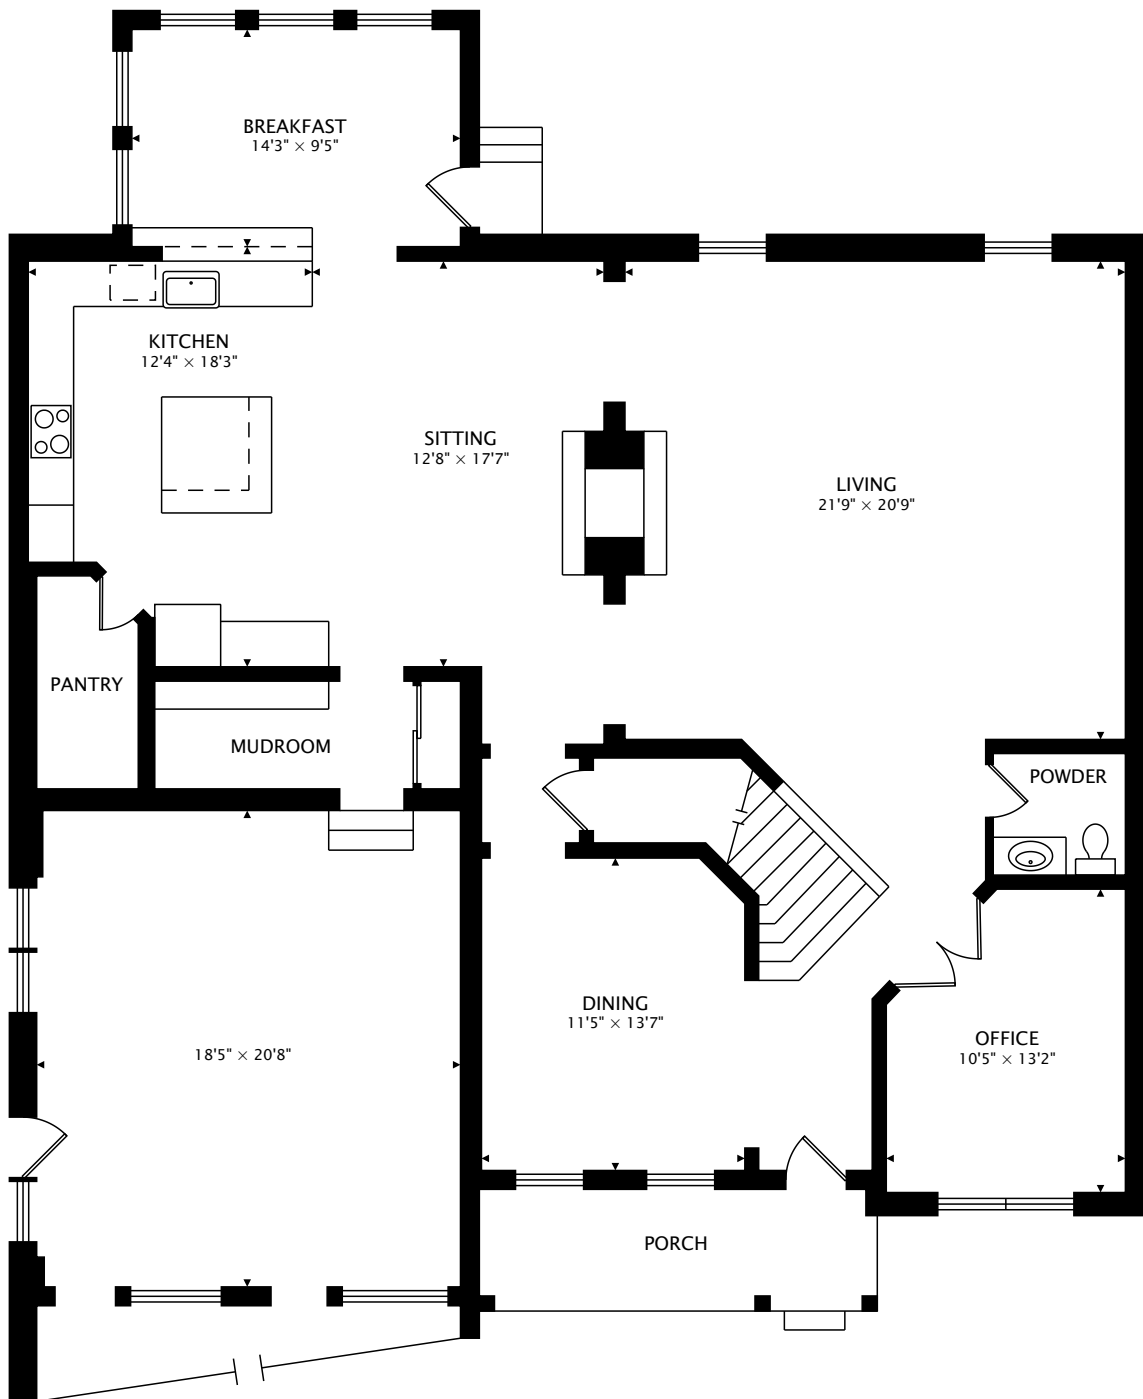 BREAKFAST
14'3" × 9'5"
KITCHEN
12'4" × 18'3"
SITTING
12'8" × 17'7"
LIVING
21'9" × 20'9"
PANTRY
MUDROOM
POWDER
DINING
11'5" × 13'7"
OFFICE
10'5" × 13'2"
18'5" × 20'8"
PORCH